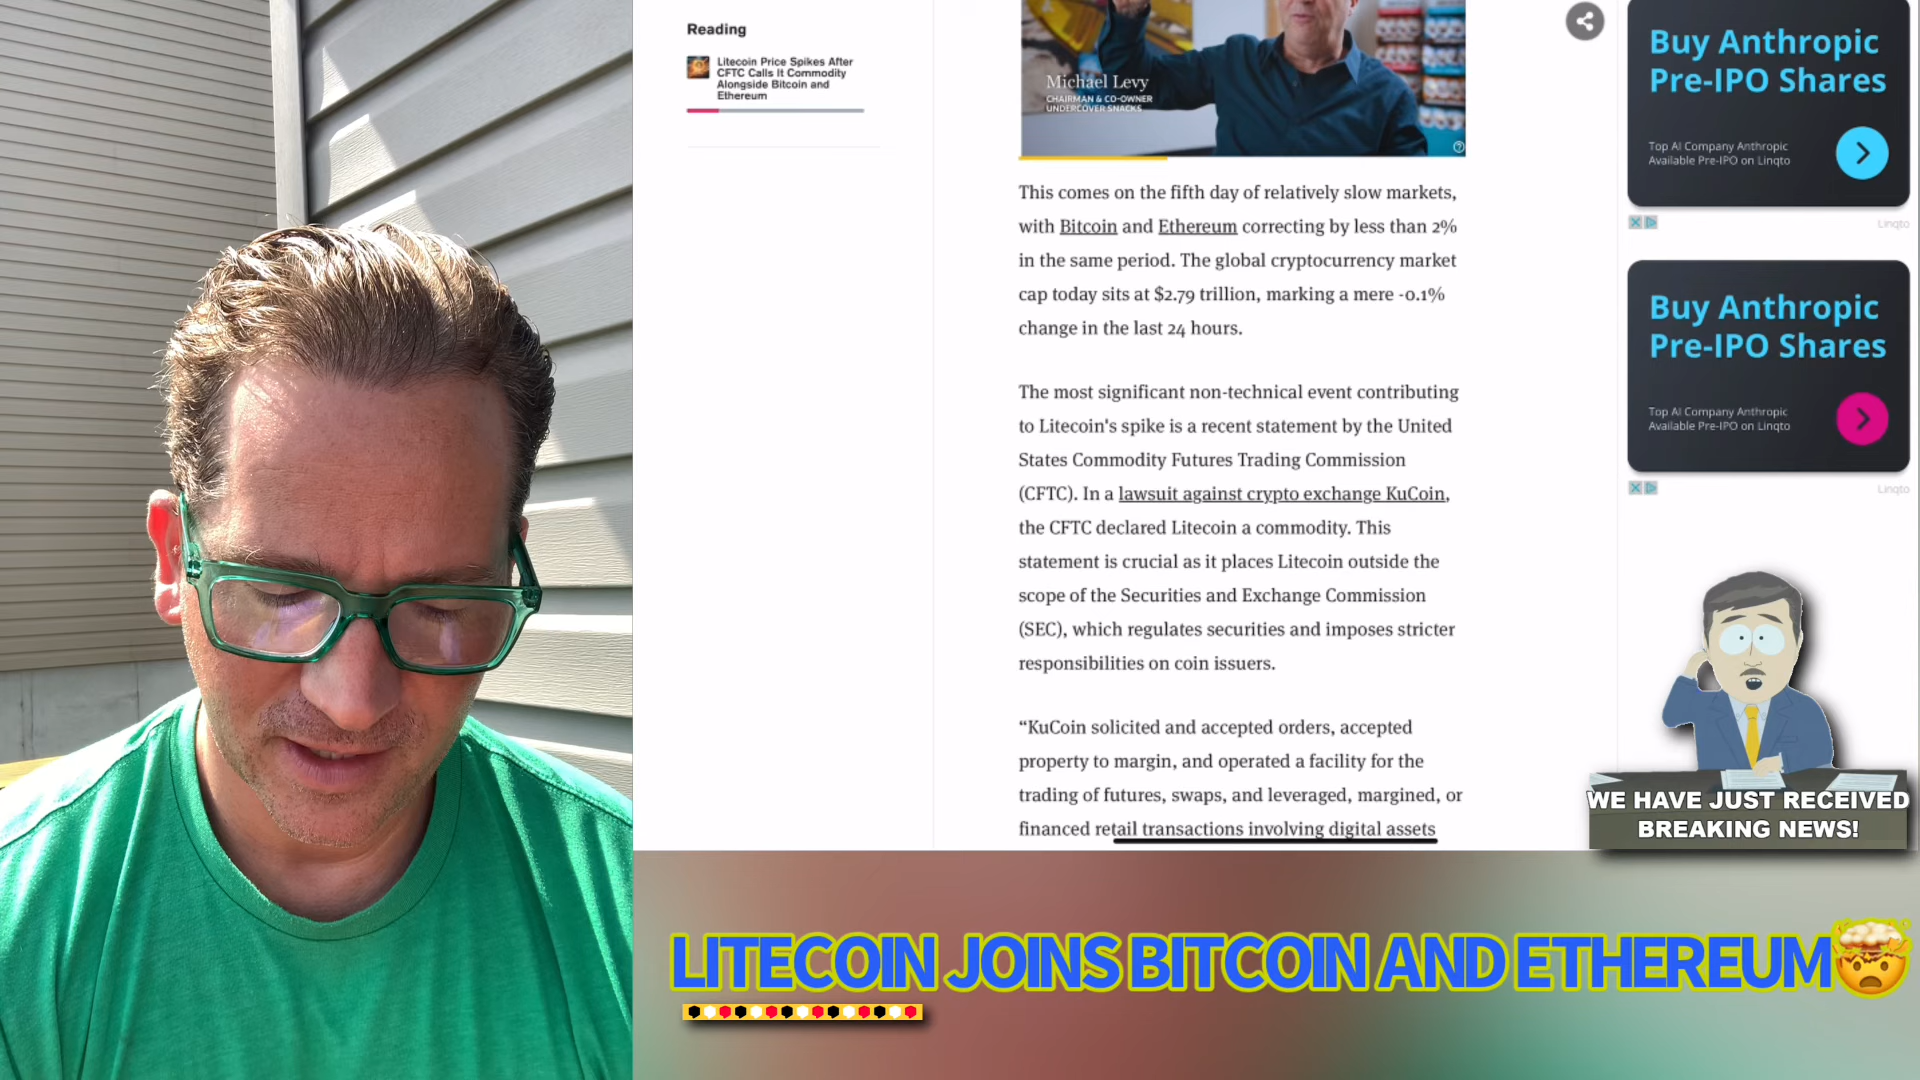 Reading
Litecoin Price Spikes After
CFTC Calls It Commodity
Alongside Bitcoin and
Ethereum
Michael Levy
CHAIRMAN & CO-OWNER
UNDERCOVER SNACKS
This comes on the fifth day of relatively slow markets,
with Bitcoin and Ethereum correcting by less than 2%
in the same period. The global cryptocurrency market
cap today sits at $2.79 trillion, marking a mere -0.1%
change in the last 24 hours.
The most significant non-technical event contributing
to Litecoin's spike is a recent statement by the United
States Commodity Futures Trading Commission
(CFTC). In a lawsuit against crypto exchange KuCoin,
the CFTC declared Litecoin a commodity. This
statement is crucial as it places Litecoin outside the
scope of the Securities and Exchange Commission
(SEC), which regulates securities and imposes stricter
responsibilities on coin issuers.
“KuCoin solicited and accepted orders, accepted
property to margin, and operated a facility for the
trading of futures, swaps, and leveraged, margined, or
financed retail transactions involving digital assets
Buy Anthropic
Pre-IPO Shares
Top AI Company Anthropic
Available Pre-IPO on Linqto
Linqto
Buy Anthropic
Pre-IPO Shares
Top AI Company Anthropic
Available Pre-IPO on Linqto
Linqto
WE HAVE JUST RECEIVED
BREAKING NEWS!
LITECOIN JOINS BITCOIN AND ETHEREUM🤯